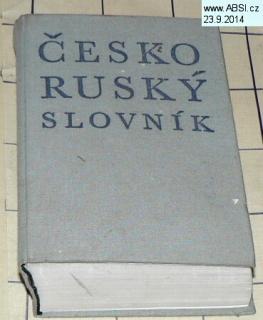 www.ABSI.cz
23.9.2014
ČESKO
RUSKÝ
SLOVNÍK